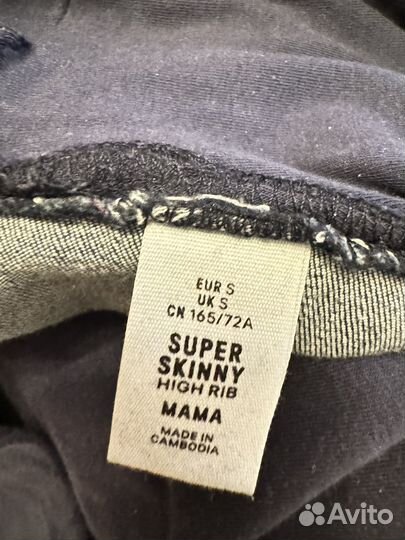 EUR S
UK S
CN 165/72A
SUPER
SKINNY
HIGH RIB
MAMA
MADE IN
CAMBODIA
Avito